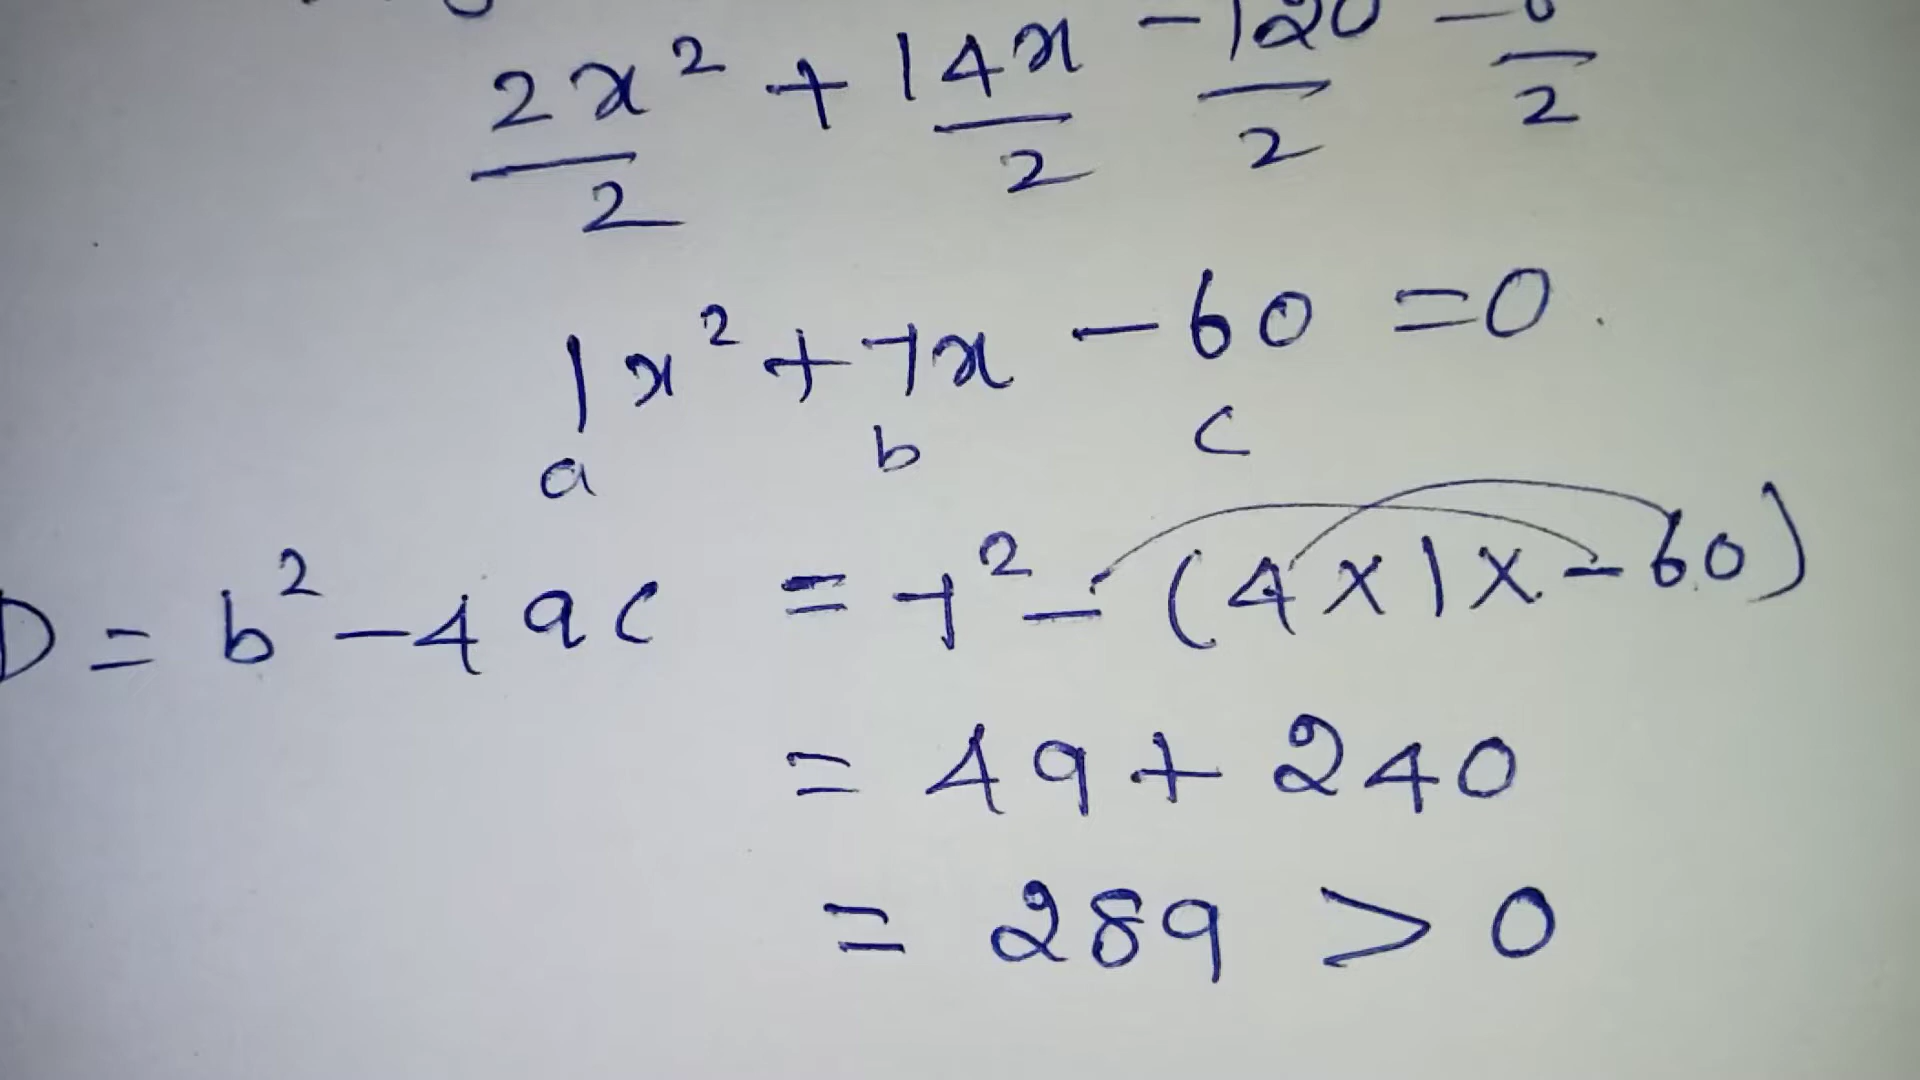 2x²/2 + 14x/2 - 120/2 = 0/2
1x² + 7x - 60 = 0.
a b c
D = b² - 4ac = 7² - (4 x 1 x - 60)
= 49 + 240
= 289 > 0